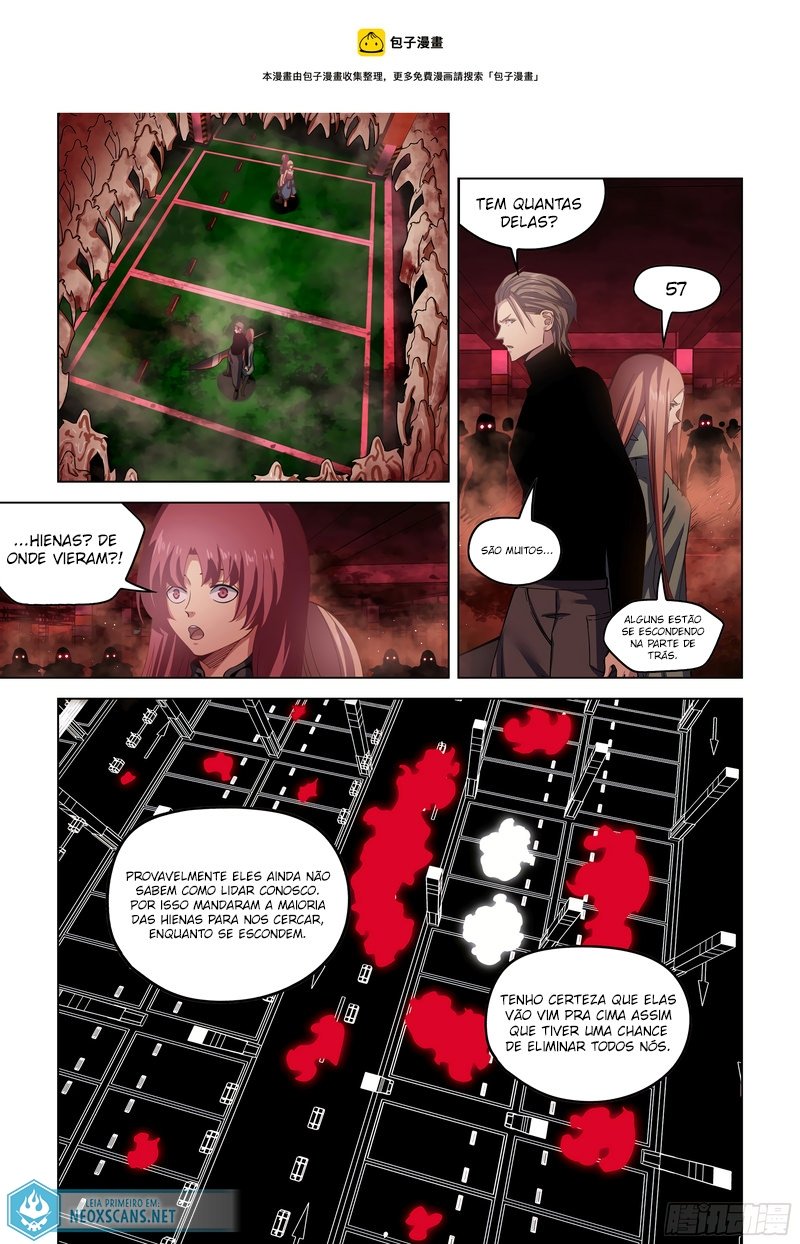 包子漫畫
本漫畫由包子漫畫收集整理，更多免費漫畫請搜索「包子漫畫」
TEM QUANTAS
DELAS?
57
SÃO MUITOS...
ALGUNS ESTÃO
SE ESCONDENDO
NA PARTE DE
TRÁS.
...HIENAS? DE
ONDE VIERAM?!
PROVAVELMENTE ELES AINDA NÃO
SABEM COMO LIDAR CONOSCO.
POR ISSO MANDARAM A MAIORIA
DAS HIENAS PARA NOS CERCAR,
ENQUANTO SE ESCONDEM.
TENHO CERTEZA QUE ELAS
VÃO VIM PRA CIMA ASSIM
QUE TIVER UMA CHANCE
DE ELIMINAR TODOS NÓS.
LEIA PRIMEIRO EM:
NEOXSCANS.NET
腾讯动漫